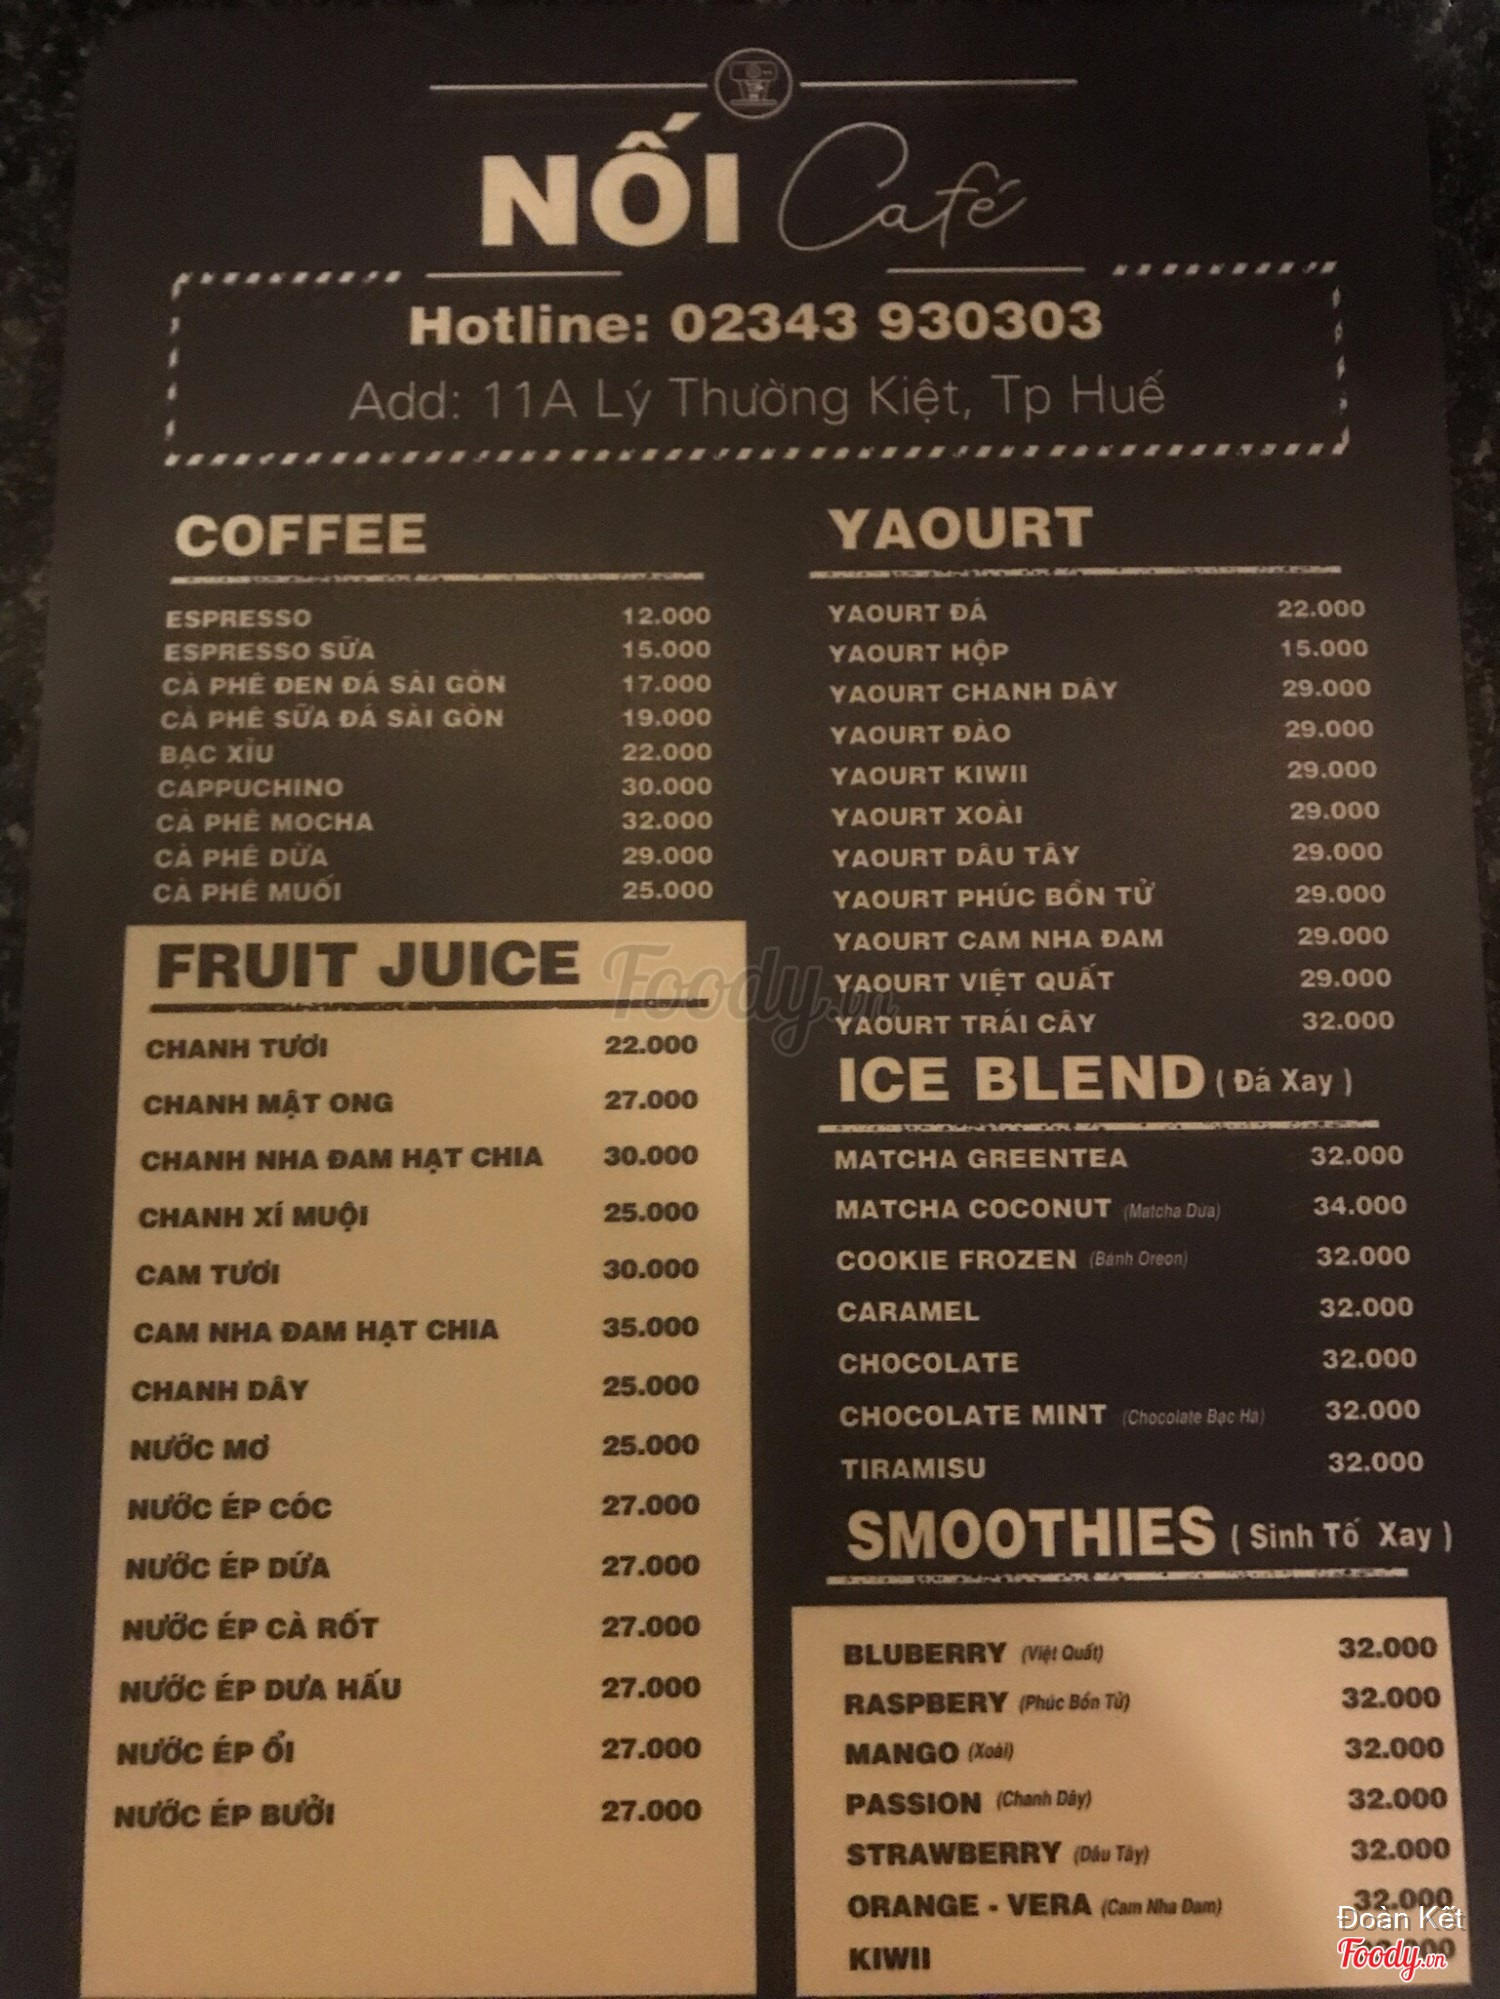 NỐI Café
Hotline: 02343 930303
Add: 11A Lý Thường Kiệt, Tp Huế
COFFEE
ESPRESSO 12.000
ESPRESSO SỮA 15.000
CÀ PHÊ ĐEN ĐÁ SÀI GÒN 17.000
CÀ PHÊ SỮA ĐÁ SÀI GÒN 19.000
BẠC XỈU 22.000
CAPPUCHINO 30.000
CÀ PHÊ MOCHA 32.000
CÀ PHÊ DỪA 29.000
CÀ PHÊ MUỐI 25.000
FRUIT JUICE
CHANH TƯƠI 22.000
CHANH MẬT ONG 27.000
CHANH NHA ĐAM HẠT CHIA 30.000
CHANH XÍ MUỘI 25.000
CAM TƯƠI 30.000
CAM NHA ĐAM HẠT CHIA 35.000
CHANH DÂY 25.000
NƯỚC MƠ 25.000
NƯỚC ÉP CÓC 27.000
NƯỚC ÉP DỨA 27.000
NƯỚC ÉP CÀ RỐT 27.000
NƯỚC ÉP DƯA HẤU 27.000
NƯỚC ÉP ỔI 27.000
NƯỚC ÉP BƯỞI 27.000
YAOURT
YAOURT ĐÁ 22.000
YAOURT HỘP 15.000
YAOURT CHANH DÂY 29.000
YAOURT ĐÀO 29.000
YAOURT KIWII 29.000
YAOURT XOÀI 29.000
YAOURT DÂU TÂY 29.000
YAOURT PHÚC BỒN TỬ 29.000
YAOURT CAM NHA ĐAM 29.000
YAOURT VIỆT QUẤT 29.000
YAOURT TRÁI CÂY 32.000
ICE BLEND ( Đá Xay )
MATCHA GREENTEA 32.000
MATCHA COCONUT (Matcha Dừa) 34.000
COOKIE FROZEN (Bánh Oreon) 32.000
CARAMEL 32.000
CHOCOLATE 32.000
CHOCOLATE MINT (Chocolate Bạc Hà) 32.000
TIRAMISU 32.000
SMOOTHIES ( Sinh Tố Xay )
BLUBERRY (Việt Quất) 32.000
RASPBERY (Phúc Bồn Tử) 32.000
MANGO (Xoài) 32.000
PASSION (Chanh Dây) 32.000
STRAWBERRY (Dâu Tây) 32.000
ORANGE - VERA (Cam Nha Đam) 32.000
KIWII
Foody.vn
Đoàn Kết
Foody.vn